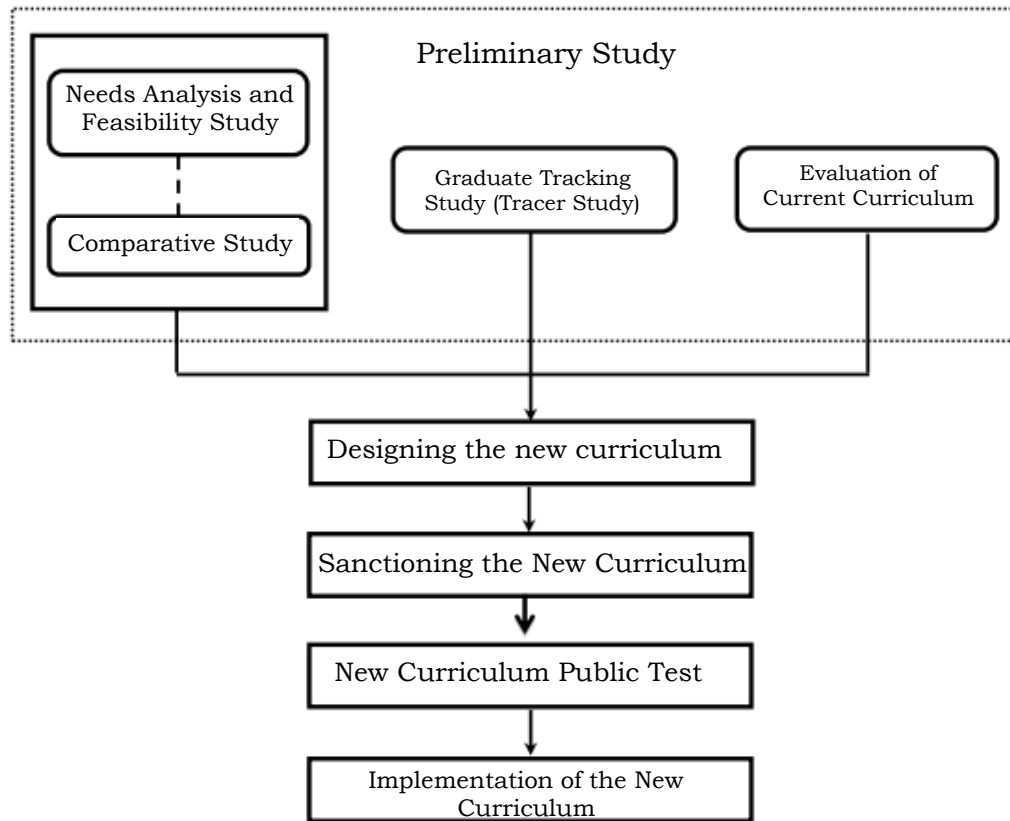 Preliminary Study
Needs Analysis and
Feasibility Study
Comparative Study
Graduate Tracking
Study (Tracer Study)
Evaluation of
Current Curriculum
Designing the new curriculum
Sanctioning the New Curriculum
New Curriculum Public Test
Implementation of the New
Curriculum